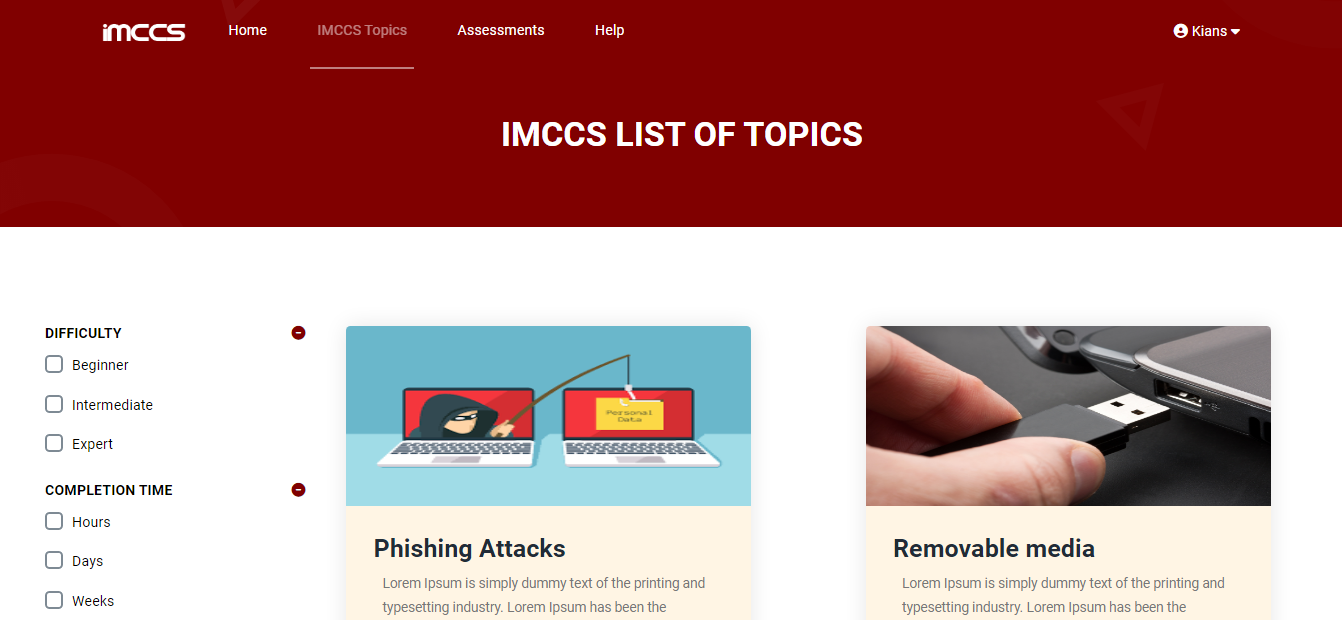 imccs
Home
IMCCS Topics
Assessments
Help
Kians
IMCCS LIST OF TOPICS
DIFFICULTY
Beginner
Intermediate
Expert
COMPLETION TIME
Hours
Days
Weeks
Personal
Data
Phishing Attacks
Lorem Ipsum is simply dummy text of the printing and
typesetting industry. Lorem Ipsum has been the
Removable media
Lorem Ipsum is simply dummy text of the printing and
typesetting industry. Lorem Ipsum has been the